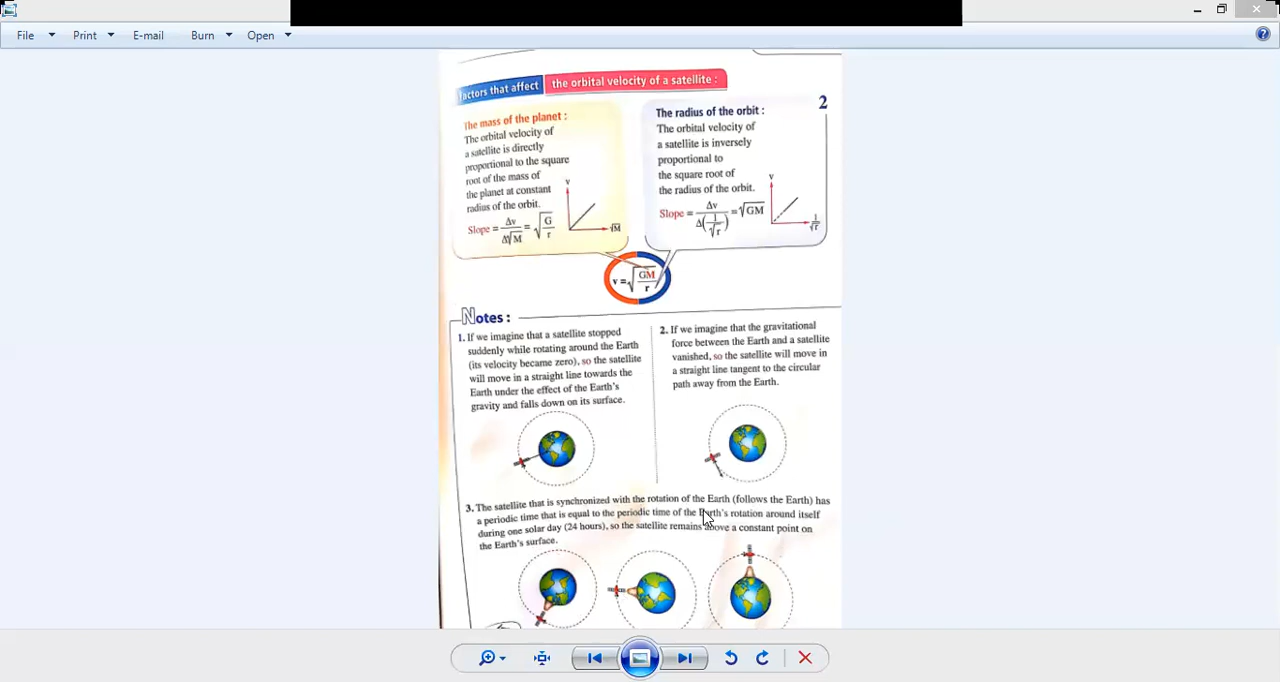 File Print E-mail Burn Open
factors that affect the orbital velocity of a satellite :
2
The mass of the planet :
The orbital velocity of
a satellite is directly
proportional to the square
root of the mass of
the planet at constant
radius of the orbit.
Slope = Δv / Δ√M = √(G/r)
v
√M
The radius of the orbit :
The orbital velocity of
a satellite is inversely
proportional to
the square root of
the radius of the orbit.
Slope = Δv / Δ(1/√r) = √GM
v
1/√r
v = √(GM/r)
Notes :
1. If we imagine that a satellite stopped
suddenly while rotating around the Earth
(its velocity became zero), so the satellite
will move in a straight line towards the
Earth under the effect of the Earth's
gravity and falls down on its surface.
2. If we imagine that the gravitational
force between the Earth and a satellite
vanished, so the satellite will move in
a straight line tangent to the circular
path away from the Earth.
3. The satellite that is synchronized with the rotation of the Earth (follows the Earth) has
a periodic time that is equal to the periodic time of the Earth's rotation around itself
during one solar day (24 hours), so the satellite remains above a constant point on
the Earth's surface.